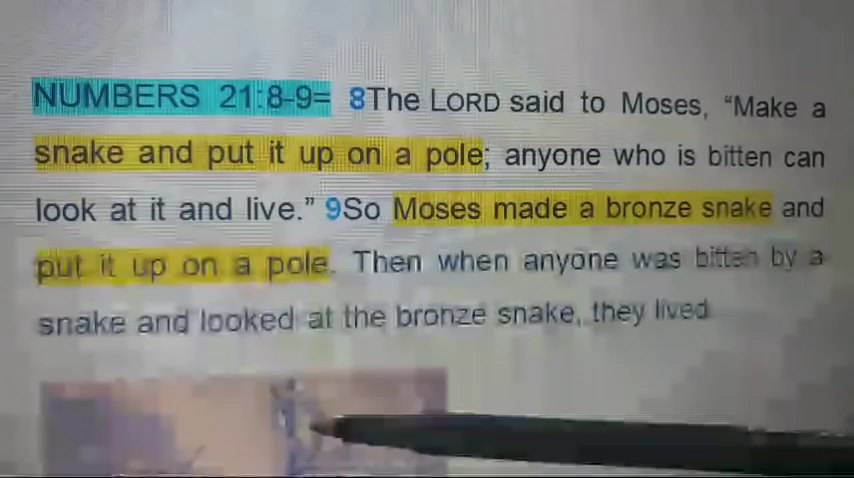 NUMBERS 21:8-9= 8The LORD said to Moses, “Make a
snake and put it up on a pole; anyone who is bitten can
look at it and live.” 9So Moses made a bronze snake and
put it up on a pole. Then when anyone was bitten by a
snake and looked at the bronze snake, they lived